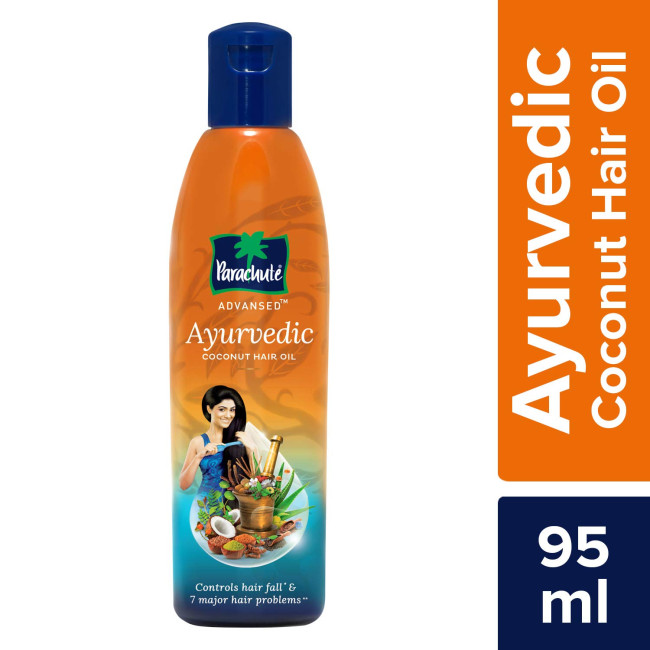 Parachute®
ADVANSED™
Ayurvedic
COCONUT HAIR OIL
Controls hair fall* &
7 major hair problems**
Ayurvedic
Coconut Hair Oil
95
ml